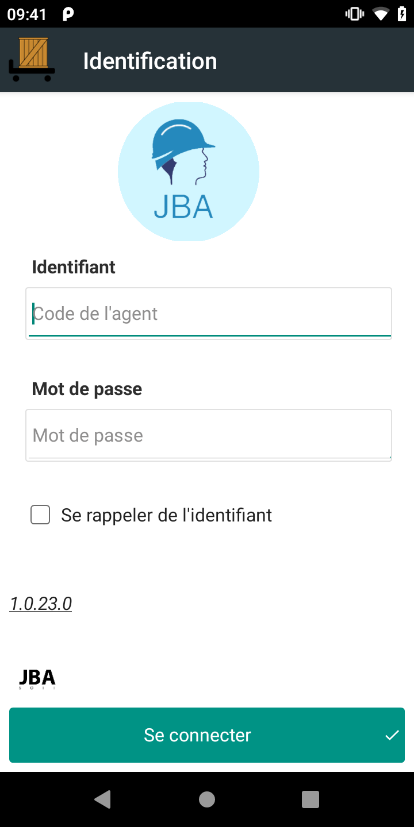 09:41
Identification
JBA
Identifiant
Code de l'agent
Mot de passe
Mot de passe
Se rappeler de l'identifiant
1.0.23.0
JBA
Se connecter